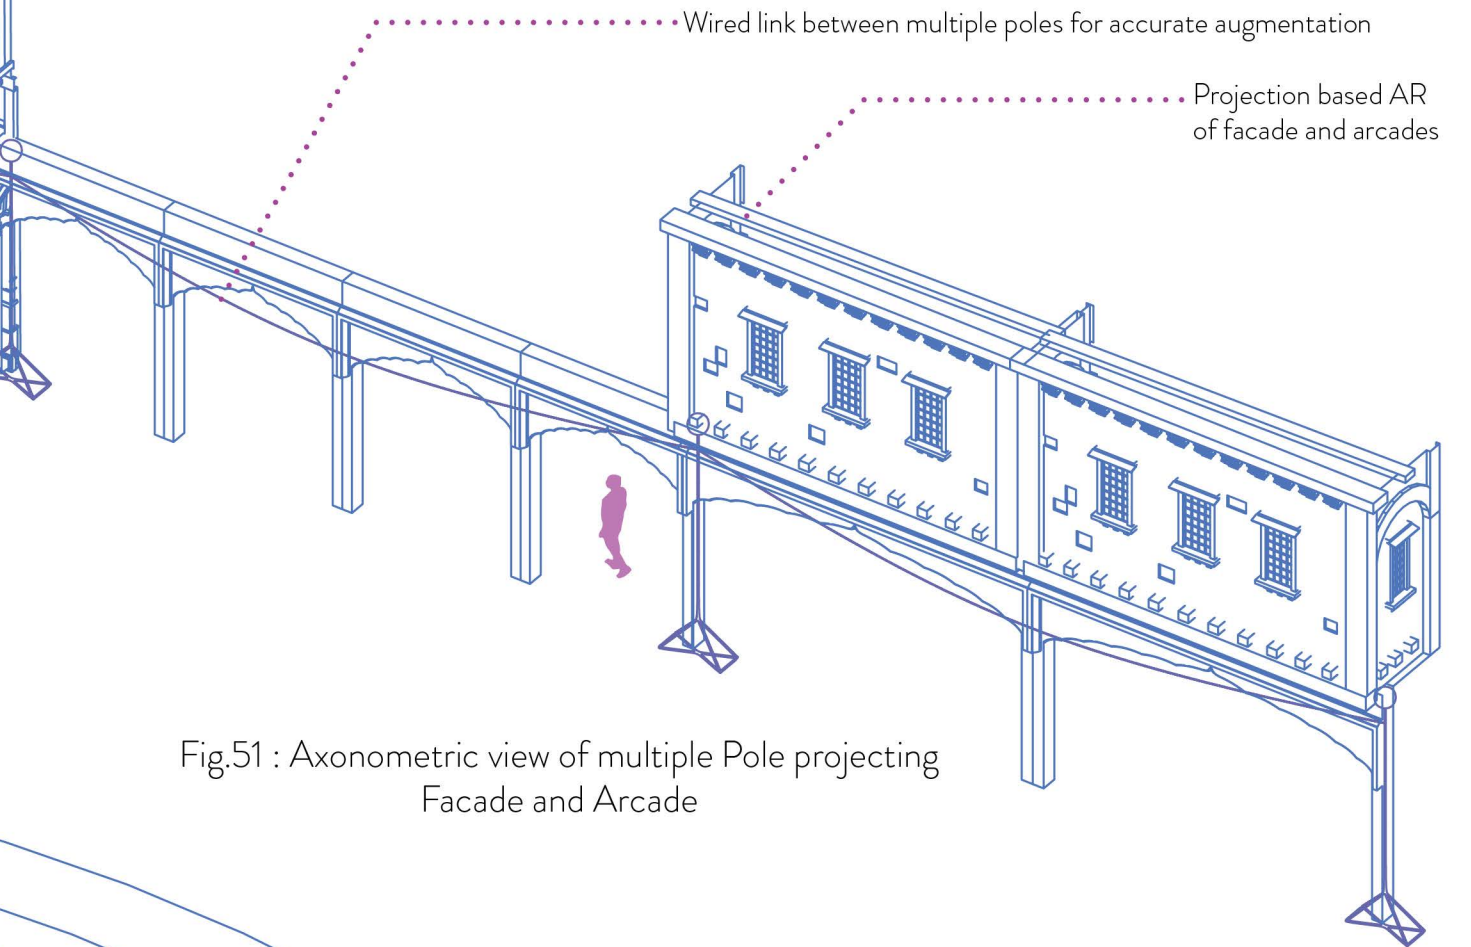 Wired link between multiple poles for accurate augmentation
Projection based AR
of facade and arcades
Fig.51 : Axonometric view of multiple Pole projecting
Facade and Arcade